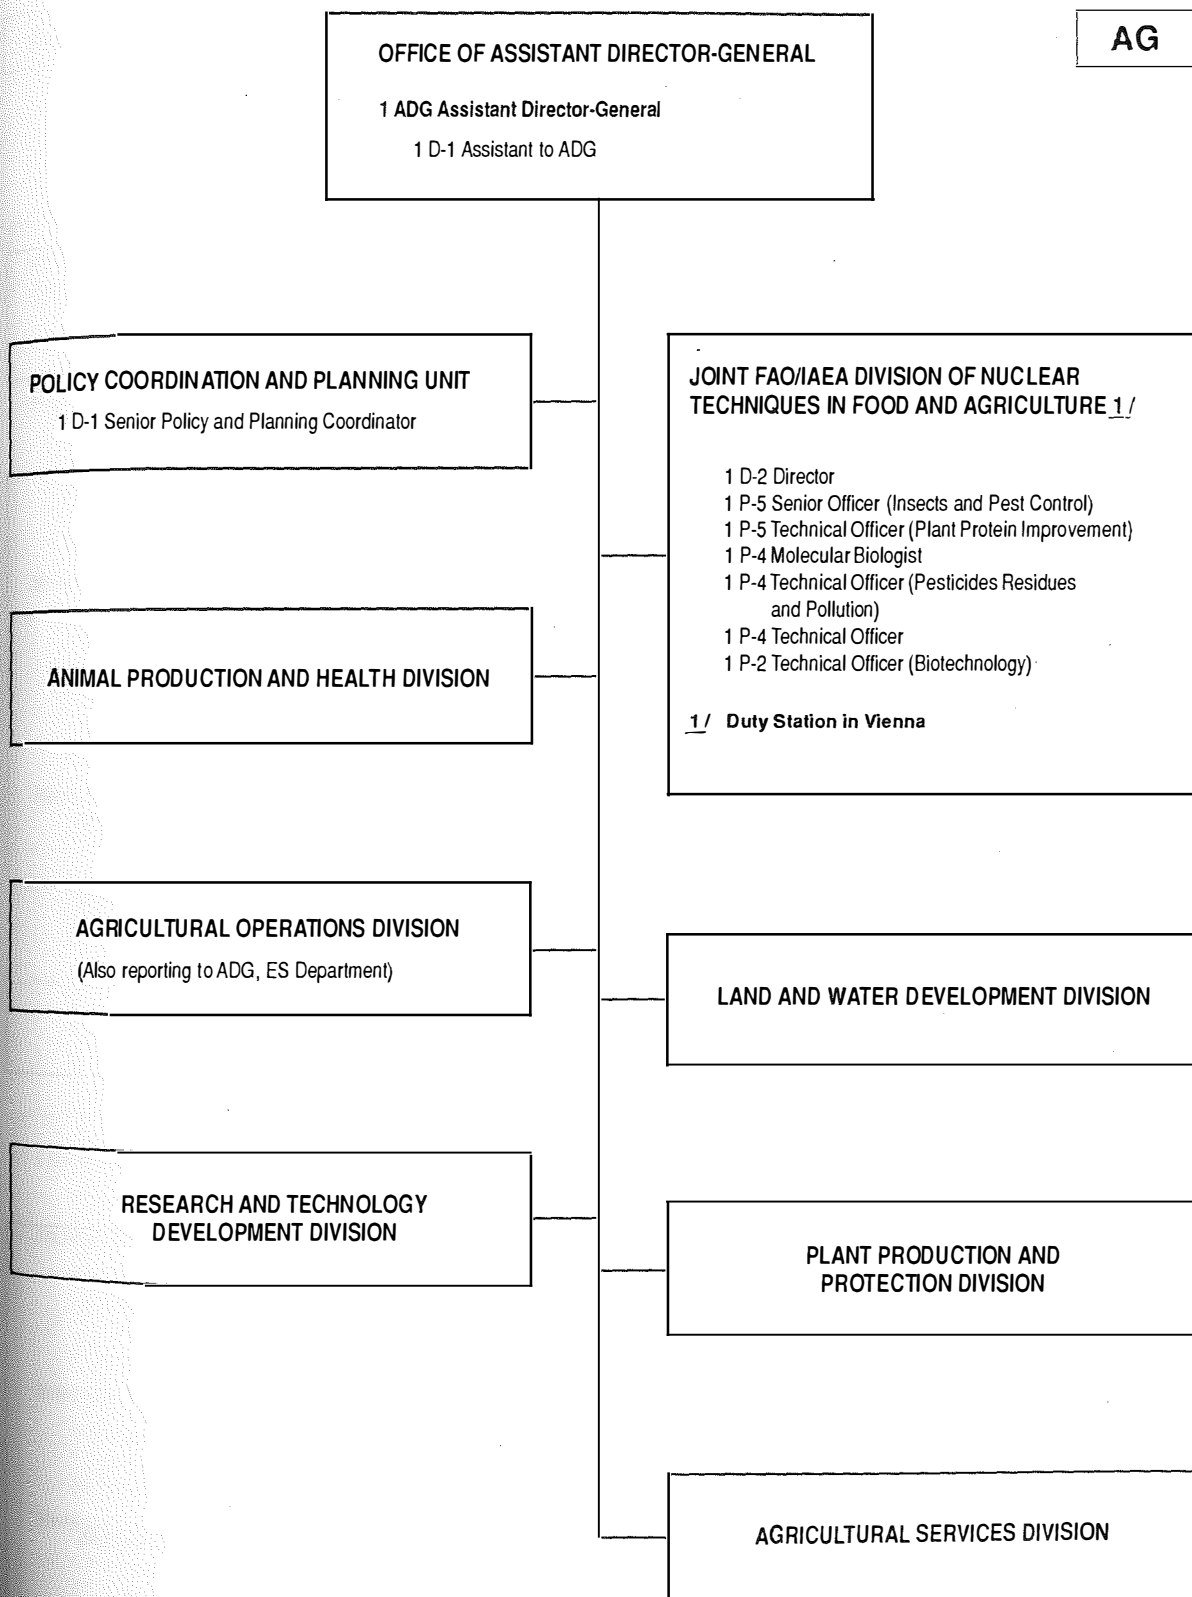 AG
OFFICE OF ASSISTANT DIRECTOR-GENERAL
1 ADG Assistant Director-General
1 D-1 Assistant to ADG
POLICY COORDINATION AND PLANNING UNIT
1 D-1 Senior Policy and Planning Coordinator
JOINT FAO/IAEA DIVISION OF NUCLEAR
TECHNIQUES IN FOOD AND AGRICULTURE 1/
1 D-2 Director
1 P-5 Senior Officer (Insects and Pest Control)
1 P-5 Technical Officer (Plant Protein Improvement)
1 P-4 Molecular Biologist
1 P-4 Technical Officer (Pesticides Residues
and Pollution)
1 P-4 Technical Officer
1 P-2 Technical Officer (Biotechnology)
1/ Duty Station in Vienna
ANIMAL PRODUCTION AND HEALTH DIVISION
AGRICULTURAL OPERATIONS DIVISION
(Also reporting to ADG, ES Department)
LAND AND WATER DEVELOPMENT DIVISION
RESEARCH AND TECHNOLOGY
DEVELOPMENT DIVISION
PLANT PRODUCTION AND
PROTECTION DIVISION
AGRICULTURAL SERVICES DIVISION